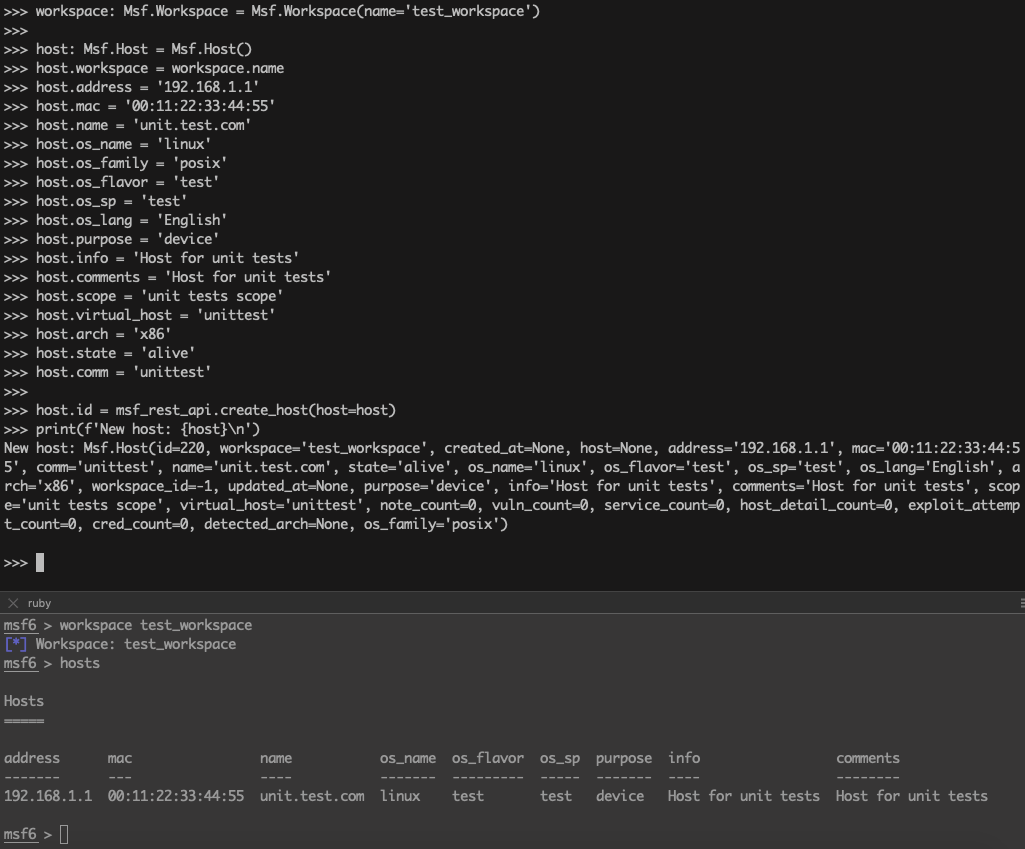 >>> workspace: Msf.Workspace = Msf.Workspace(name='test_workspace')
>>>
>>> host: Msf.Host = Msf.Host()
>>> host.workspace = workspace.name
>>> host.address = '192.168.1.1'
>>> host.mac = '00:11:22:33:44:55'
>>> host.name = 'unit.test.com'
>>> host.os_name = 'linux'
>>> host.os_family = 'posix'
>>> host.os_flavor = 'test'
>>> host.os_sp = 'test'
>>> host.os_lang = 'English'
>>> host.purpose = 'device'
>>> host.info = 'Host for unit tests'
>>> host.comments = 'Host for unit tests'
>>> host.scope = 'unit tests scope'
>>> host.virtual_host = 'unittest'
>>> host.arch = 'x86'
>>> host.state = 'alive'
>>> host.comm = 'unittest'
>>>
>>> host.id = msf_rest_api.create_host(host=host)
>>> print(f'New host: {host}\n')
New host: Msf.Host(id=220, workspace='test_workspace', created_at=None, host=None, address='192.168.1.1', mac='00:11:22:33:44:5
5', comm='unittest', name='unit.test.com', state='alive', os_name='linux', os_flavor='test', os_sp='test', os_lang='English', a
rch='x86', workspace_id=-1, updated_at=None, purpose='device', info='Host for unit tests', comments='Host for unit tests', scop
e='unit tests scope', virtual_host='unittest', note_count=0, vuln_count=0, service_count=0, host_detail_count=0, exploit_attemp
t_count=0, cred_count=0, detected_arch=None, os_family='posix')
>>>
ruby
msf6 > workspace test_workspace
[*] Workspace: test_workspace
msf6 > hosts
Hosts
=====
address mac name os_name os_flavor os_sp purpose info comments
------- --- ---- ------- --------- ----- ------- ---- --------
192.168.1.1 00:11:22:33:44:55 unit.test.com linux test test device Host for unit tests Host for unit tests
msf6 >